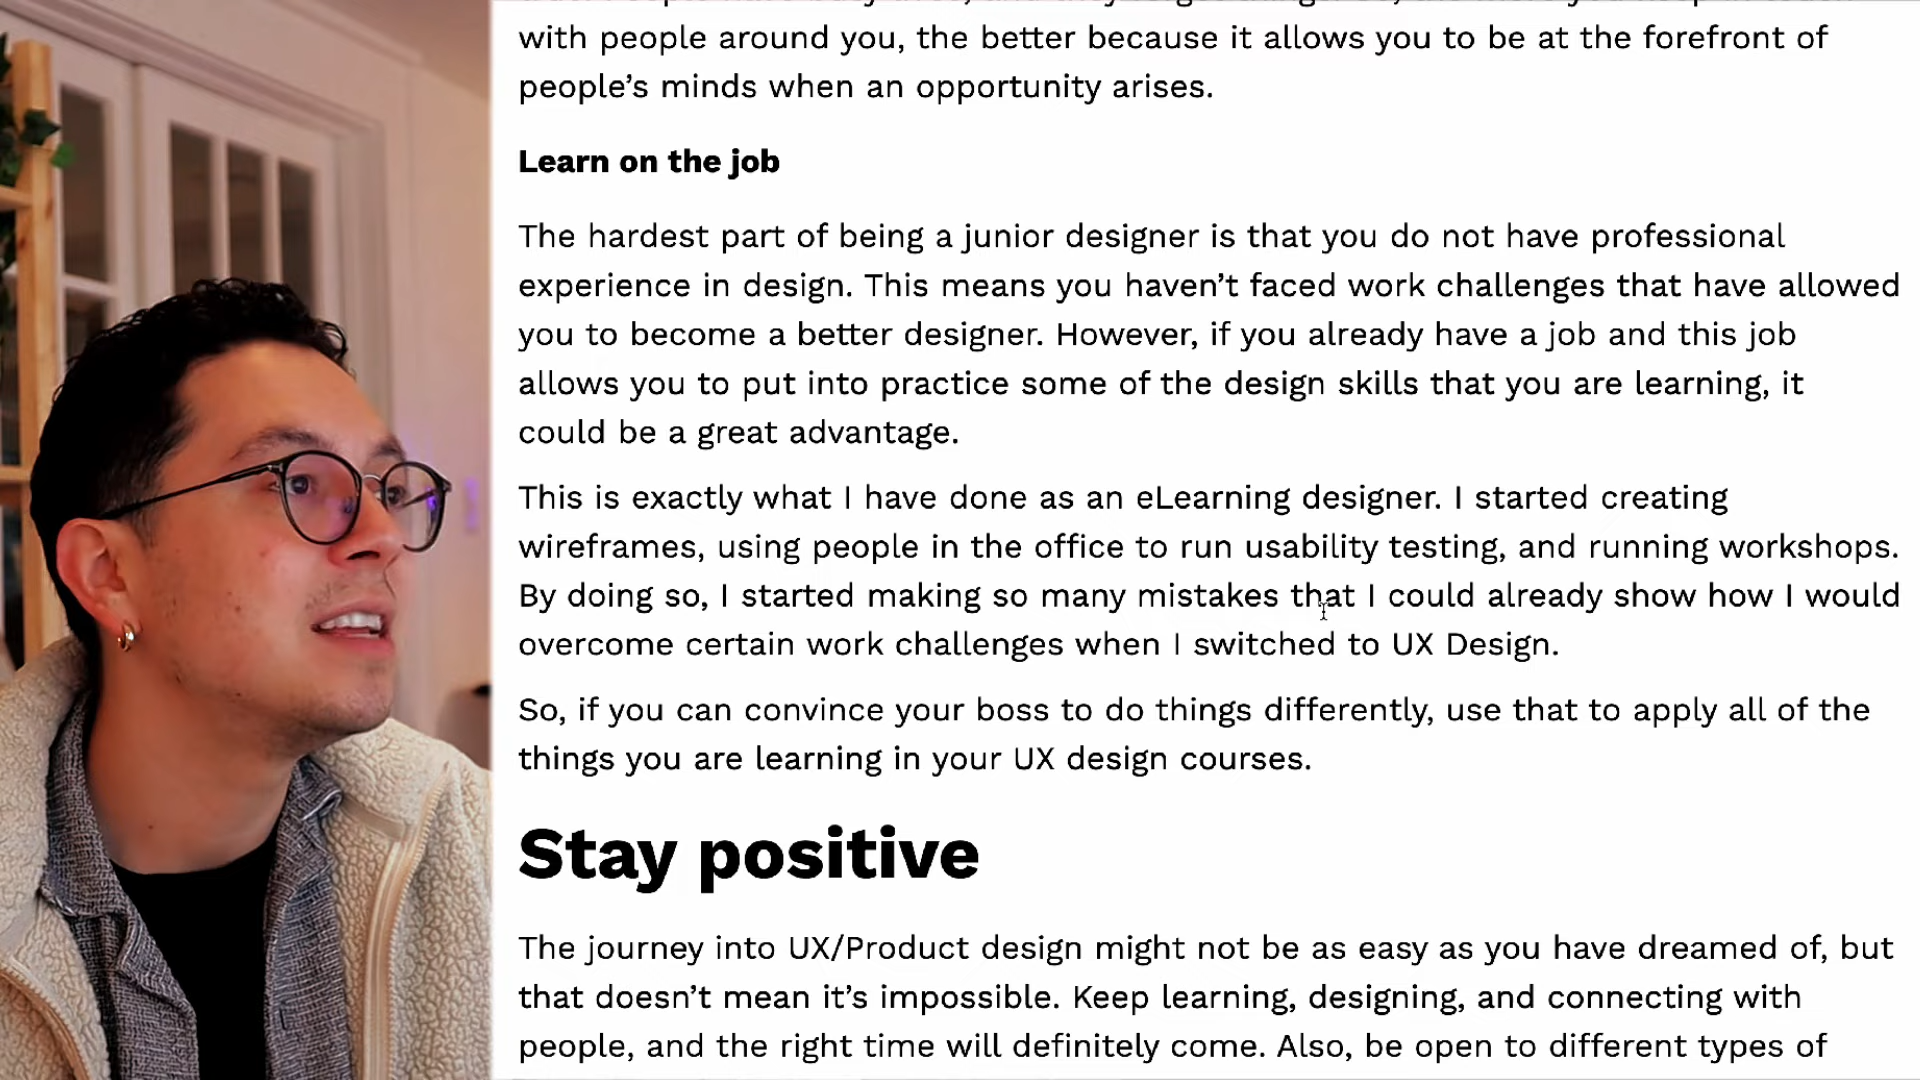 with people around you, the better because it allows you to be at the forefront of
people’s minds when an opportunity arises.
Learn on the job
The hardest part of being a junior designer is that you do not have professional
experience in design. This means you haven’t faced work challenges that have allowed
you to become a better designer. However, if you already have a job and this job
allows you to put into practice some of the design skills that you are learning, it
could be a great advantage.
This is exactly what I have done as an eLearning designer. I started creating
wireframes, using people in the office to run usability testing, and running workshops.
By doing so, I started making so many mistakes that I could already show how I would
overcome certain work challenges when I switched to UX Design.
So, if you can convince your boss to do things differently, use that to apply all of the
things you are learning in your UX design courses.
Stay positive
The journey into UX/Product design might not be as easy as you have dreamed of, but
that doesn’t mean it’s impossible. Keep learning, designing, and connecting with
people, and the right time will definitely come. Also, be open to different types of